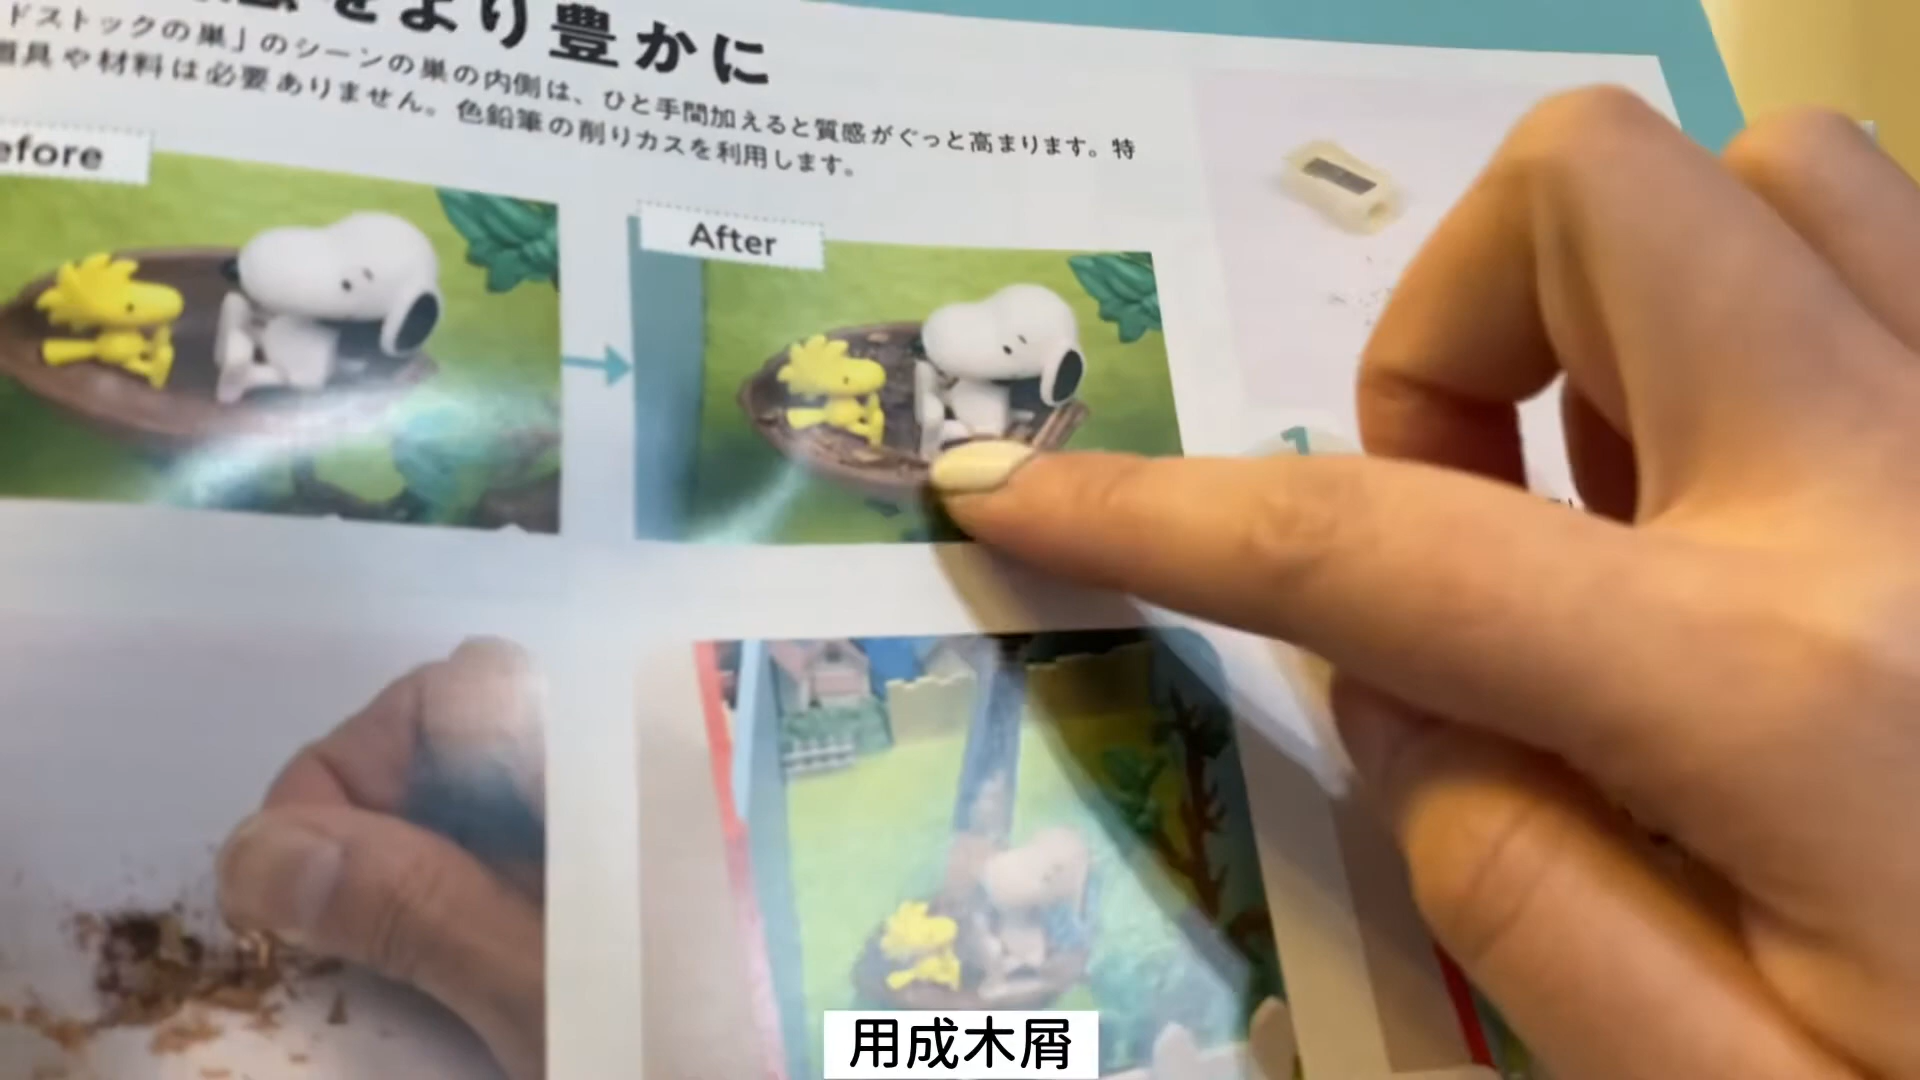 をより豊かに
ドストックの巣」のシーンの巣の内側は、ひと手間加えると質感がぐっと高まります。特
道具や材料は必要ありません。色鉛筆の削りカスを利用します。
efore
After
1
用成木屑